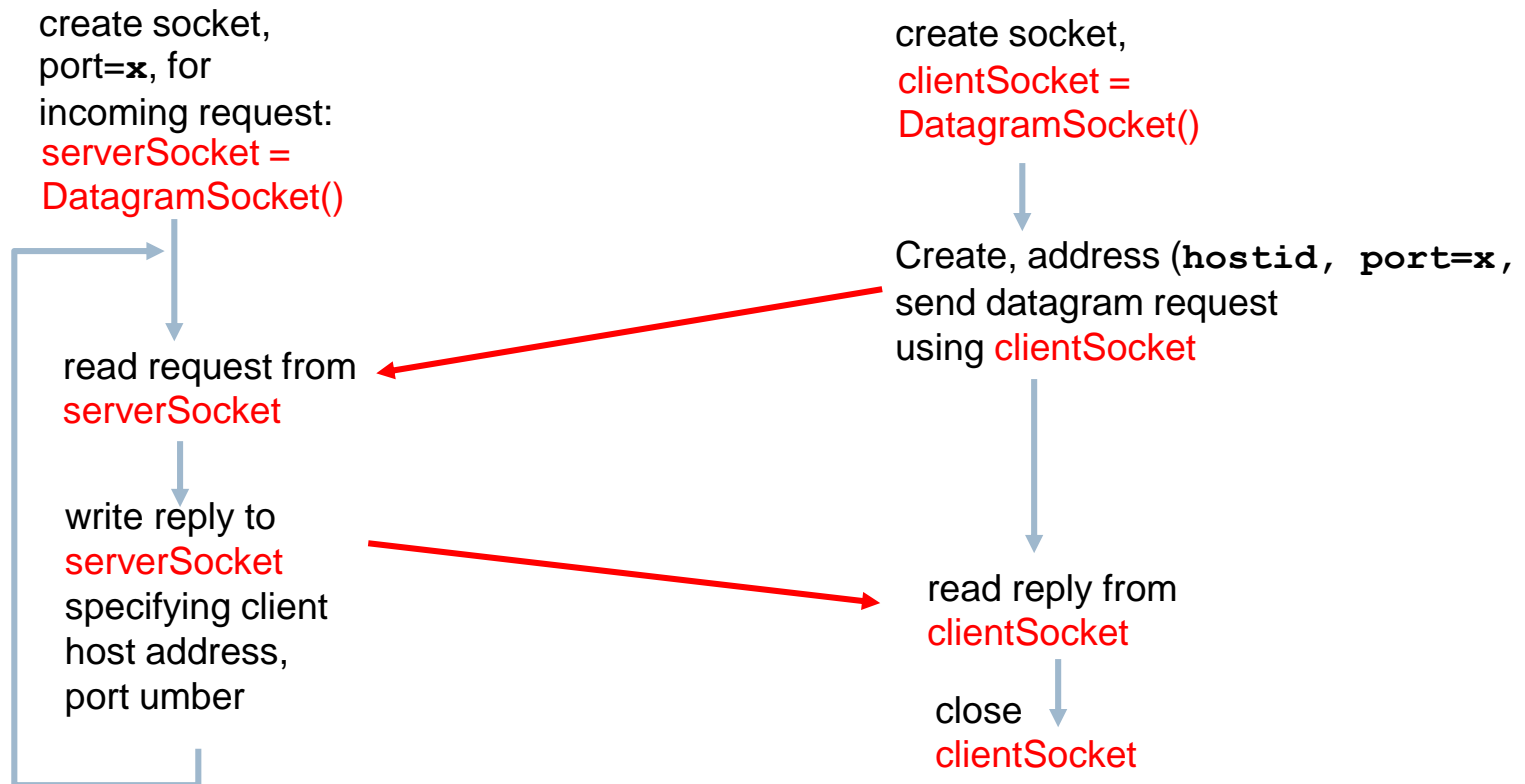 create socket,
port=x, for
incoming request:
serverSocket =
DatagramSocket()
read request from
serverSocket
write reply to
serverSocket
specifying client
host address,
port umber
create socket,
clientSocket =
DatagramSocket()
Create, address (hostid, port=x,
send datagram request
using clientSocket
read reply from
clientSocket
close
clientSocket